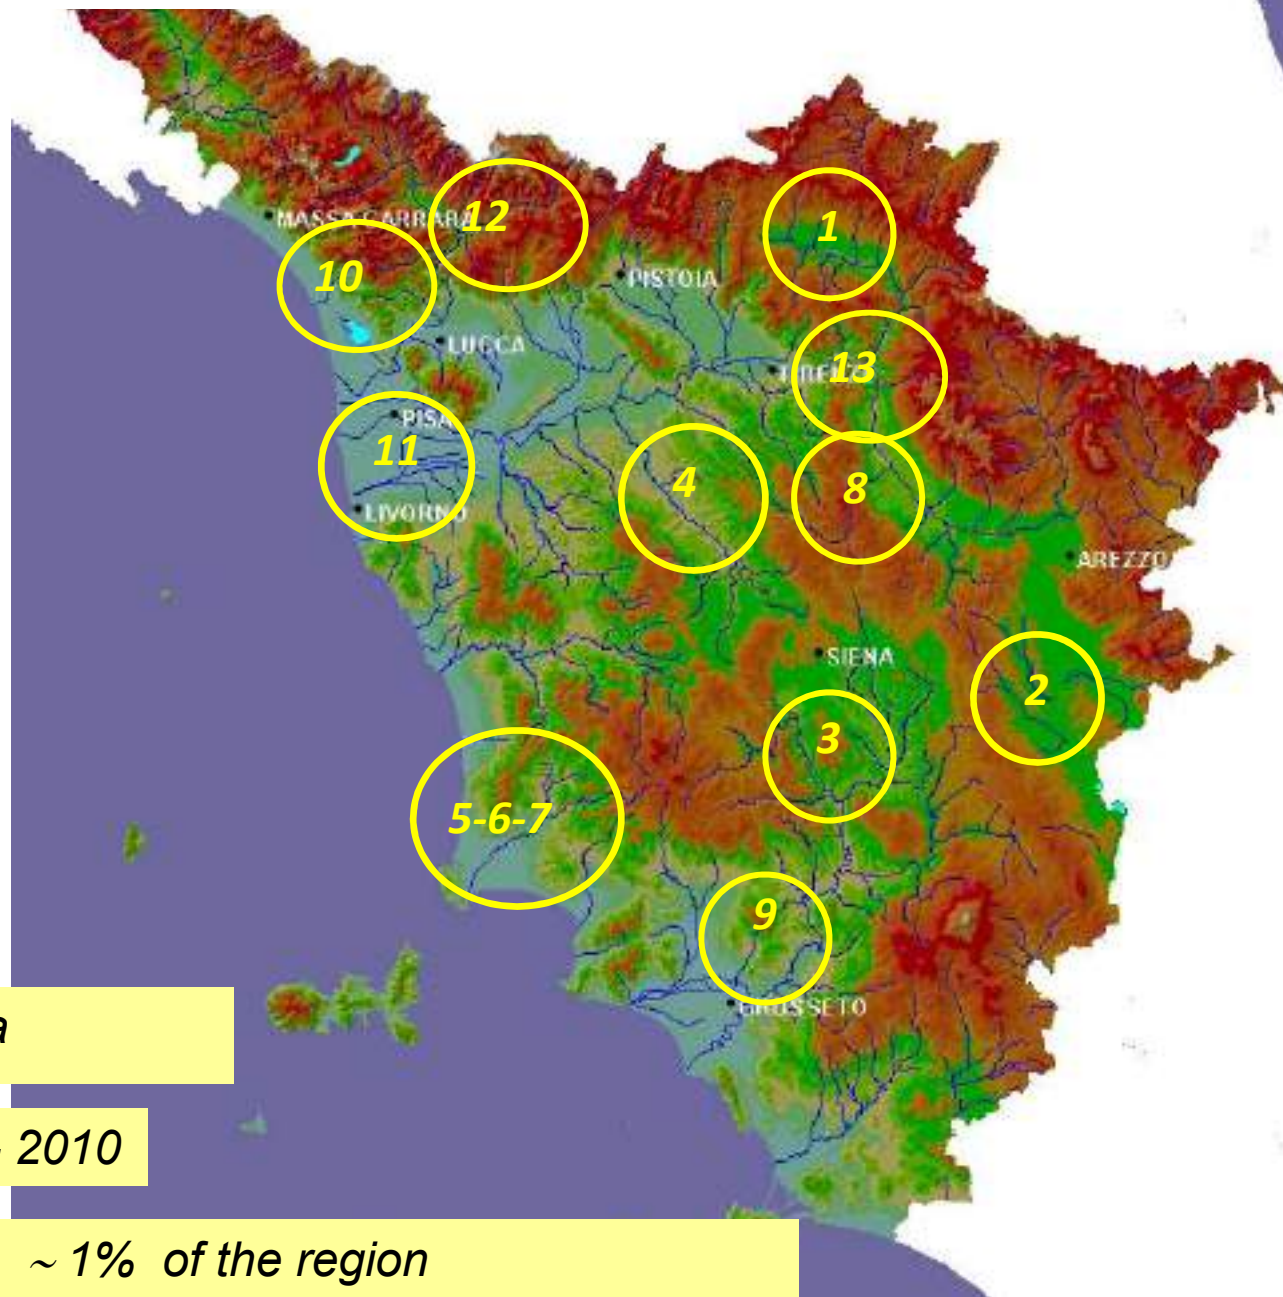 MASSA CARRARA
12
1
10
PISTOIA
LUCCA
13
PISA
11
4
8
LIVORNO
AREZZO
SIENA
2
3
5-6-7
9
GROSSETO
2010
~ 1% of the region